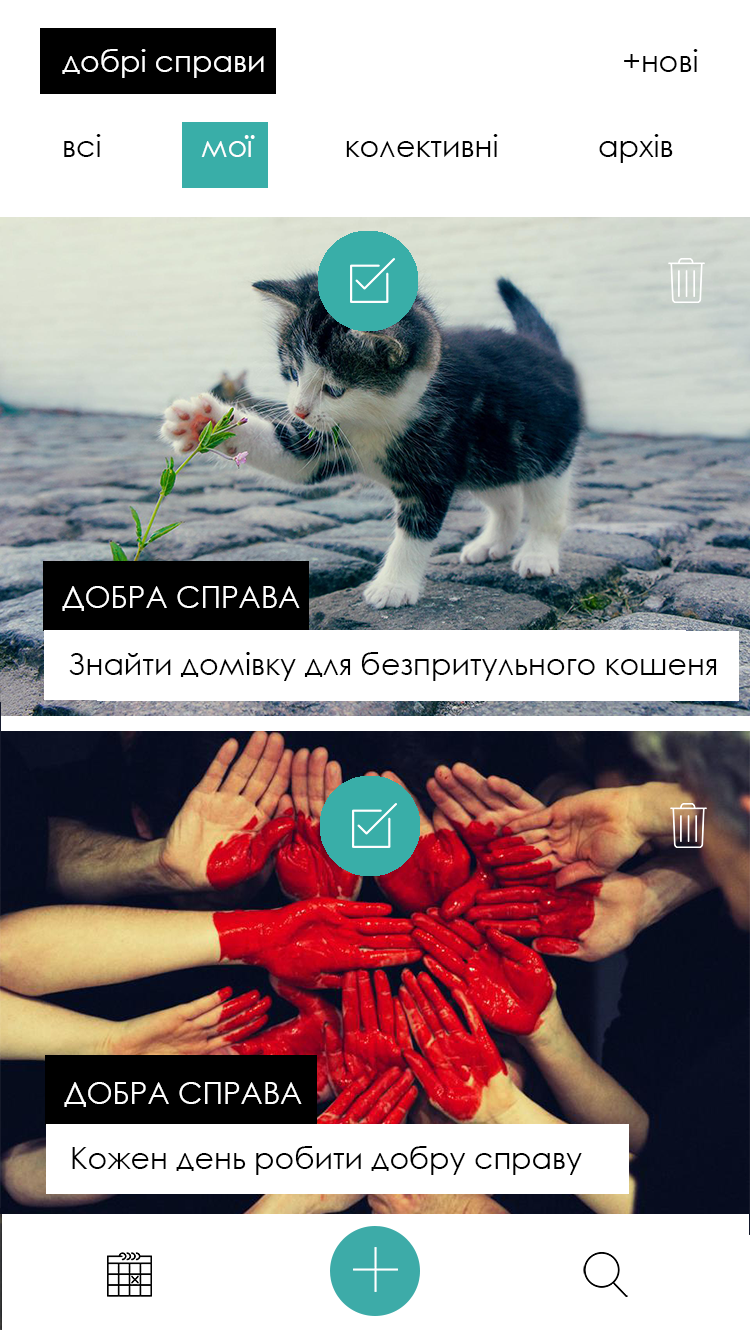 добрі справи
+нові
всі
мої
колективні
архів
ДОБРА СПРАВА
Знайти домівку для безпритульного кошеня
ДОБРА СПРАВА
Кожен день робити добру справу